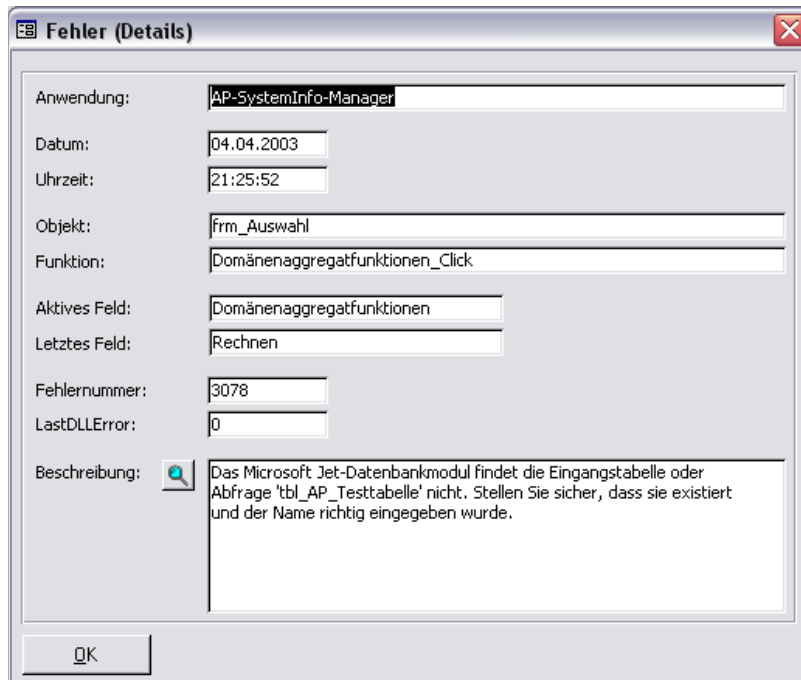 Fehler (Details)
Anwendung: AP-SystemInfo-Manager
Datum: 04.04.2003
Uhrzeit: 21:25:52
Objekt: frm_Auswahl
Funktion: Domänenaggregatfunktionen_Click
Aktives Feld: Domänenaggregatfunktionen
Letztes Feld: Rechnen
Fehlernummer: 3078
LastDLLError: 0
Beschreibung: Das Microsoft Jet-Datenbankmodul findet die Eingangstabelle oder
Abfrage 'tbl_AP_Testtabelle' nicht. Stellen Sie sicher, dass sie existiert
und der Name richtig eingegeben wurde.
OK